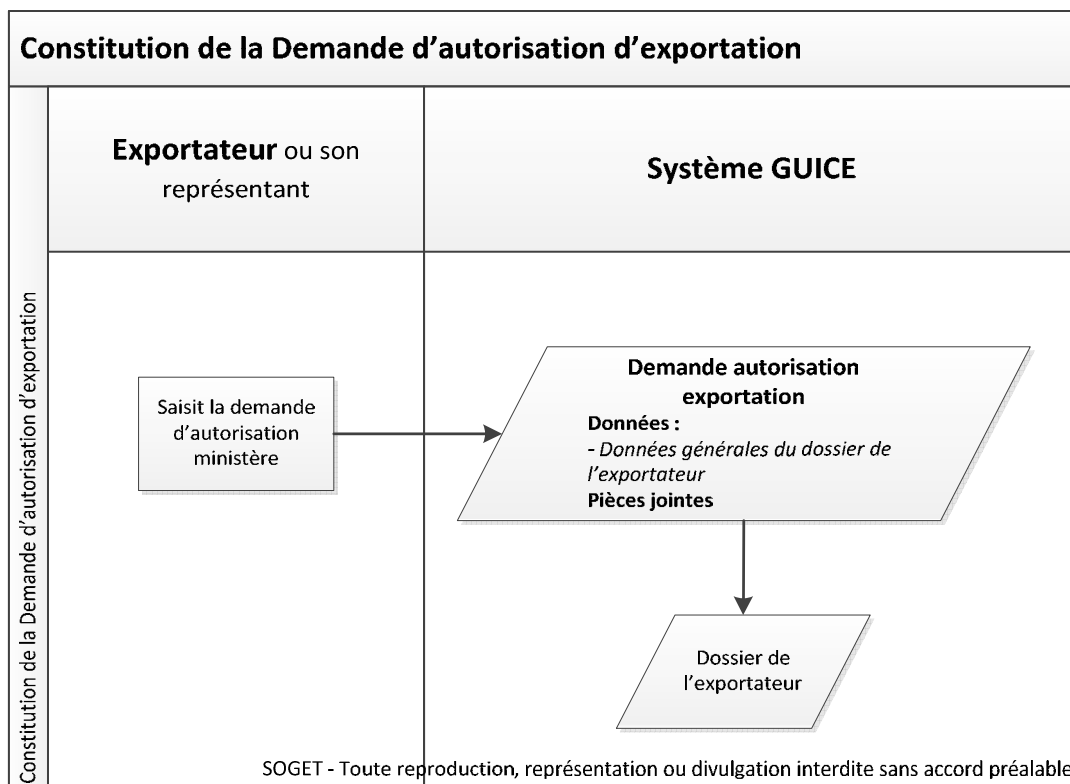 Constitution de la Demande d'autorisation d'exportation
Constitution de la Demande d'autorisation d'exportation
Exportateur ou son
représentant
Système GUICE
Saisit la demande
d'autorisation
ministère
Demande autorisation
exportation
Données :
- Données générales du dossier de
l'exportateur
Pièces jointes
Dossier de
l'exportateur
SOGET - Toute reproduction, représentation ou divulgation interdite sans accord préalable